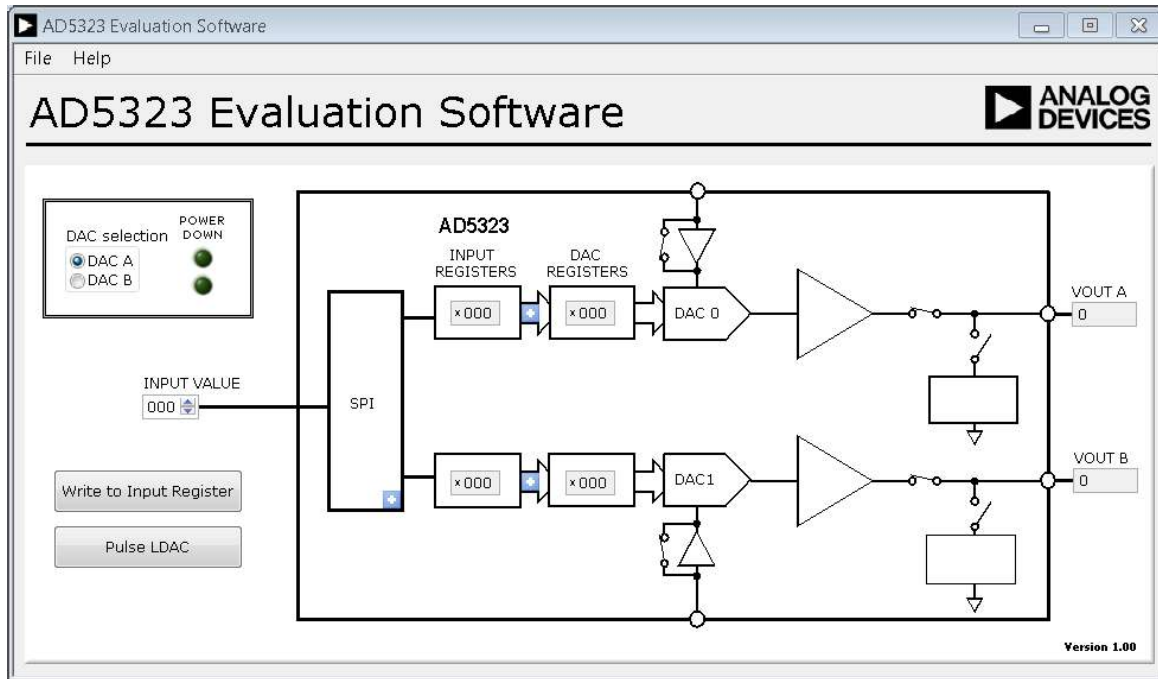 AD5323 Evaluation Software
File Help
AD5323 Evaluation Software
ANALOG
DEVICES
DAC selection
POWER
DOWN
DAC A
DAC B
AD5323
INPUT
REGISTERS
DAC
REGISTERS
x000
x000
DAC 0
VOUT A
0
INPUT VALUE
000
SPI
x000
x000
DAC1
VOUT B
0
Write to Input Register
Pulse LDAC
Version 1.00